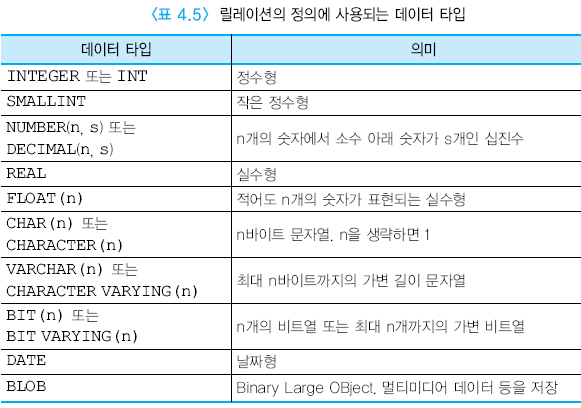 〈표 4.5〉 릴레이션의 정의에 사용되는 데이터 타입
데이터 타입 의미
INTEGER 또는 INT 정수형
SMALLINT 작은 정수형
NUMBER(n, s) 또는
DECIMAL(n, s)
n개의 숫자에서 소수 아래 숫자가 s개인 십진수
REAL 실수형
FLOAT(n) 적어도 n개의 숫자가 표현되는 실수형
CHAR(n) 또는
CHARACTER(n)
n바이트 문자열, n을 생략하면 1
VARCHAR(n) 또는
CHARACTER VARYING(n)
최대 n바이트까지의 가변 길이 문자열
BIT(n) 또는
BIT VARYING(n)
n개의 비트열 또는 최대 n개까지의 가변 비트열
DATE 날짜형
BLOB Binary Large OBject, 멀티미디어 데이터 등을 저장